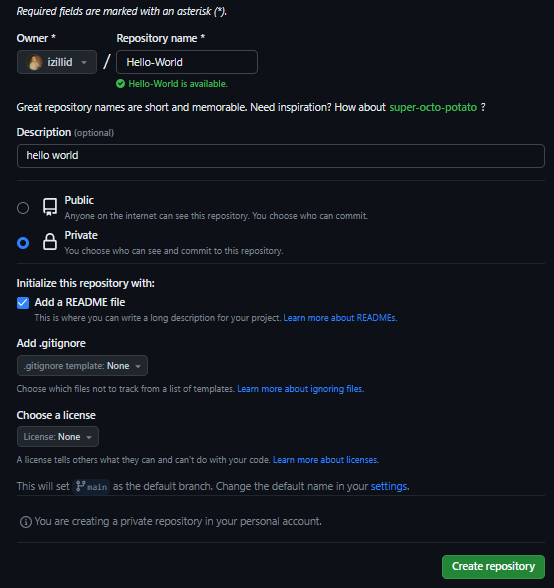 Required fields are marked with an asterisk (*).
Owner * Repository name *
izillid / Hello-World
Hello-World is available.
Great repository names are short and memorable. Need inspiration? How about super-octo-potato ?
Description (optional)
hello world
Public
Anyone on the internet can see this repository. You choose who can commit.
Private
You choose who can see and commit to this repository.
Initialize this repository with:
Add a README file
This is where you can write a long description for your project. Learn more about READMEs.
Add .gitignore
.gitignore template: None
Choose which files not to track from a list of templates. Learn more about ignoring files.
Choose a license
License: None
A license tells others what they can and can't do with your code. Learn more about licenses.
This will set main as the default branch. Change the default name in your settings.
You are creating a private repository in your personal account.
Create repository